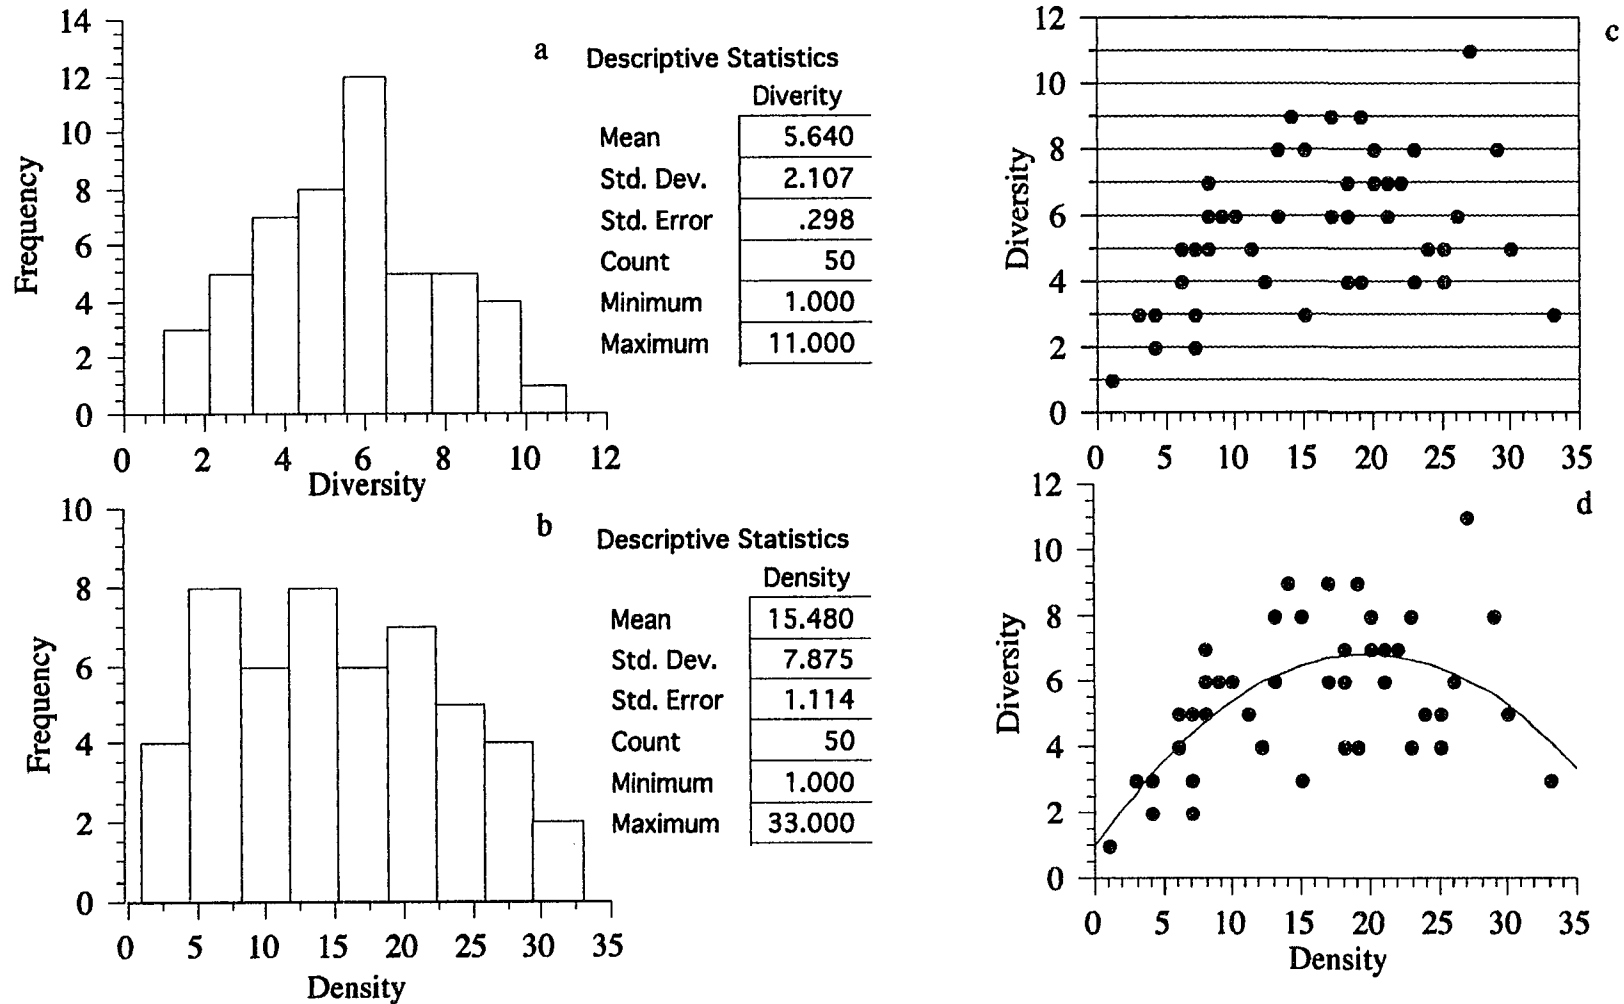 a
Descriptive Statistics
Diverity
Mean 5.640
Std. Dev. 2.107
Std. Error .298
Count 50
Minimum 1.000
Maximum 11.000
14
12
10
8
6
4
2
0
Frequency
0 2 4 6 8 10 12
Diversity
b
Descriptive Statistics
Density
Mean 15.480
Std. Dev. 7.875
Std. Error 1.114
Count 50
Minimum 1.000
Maximum 33.000
10
8
6
4
2
0
Frequency
0 5 10 15 20 25 30 35
Density
c
12
10
8
6
4
2
0
Diversity
0 5 10 15 20 25 30 35
d
12
10
8
6
4
2
0
Diversity
0 5 10 15 20 25 30 35
Density